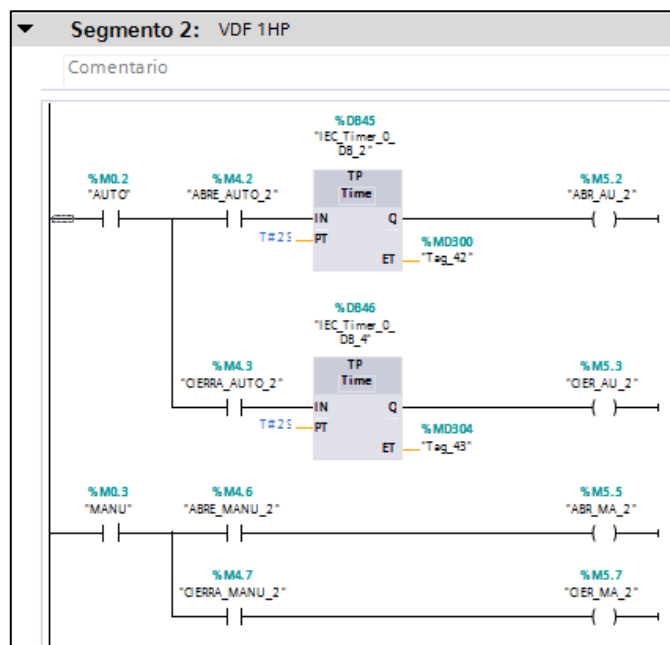 Segmento 2: VDF 1HP
Comentario
%DB45
"IEC_Timer_0_
DB_2"
%M0.2 %M4.2 TP %M5.2
"AUTO" "ABRE_AUTO_2" Time "ABR_AU_2"
IN Q
T#2S PT %MD300
ET "Tag_42"
%DB46
"IEC_Timer_0_
DB_4"
%M4.3 TP %M5.3
"CIERRA_AUTO_2" Time "CIER_AU_2"
IN Q
T#2S PT %MD304
ET "Tag_43"
%M0.3 %M4.6 %M5.5
"MANU" "ABRE_MANU_2" "ABR_MA_2"
%M4.7 %M5.7
"CIERRA_MANU_2" "CIER_MA_2"